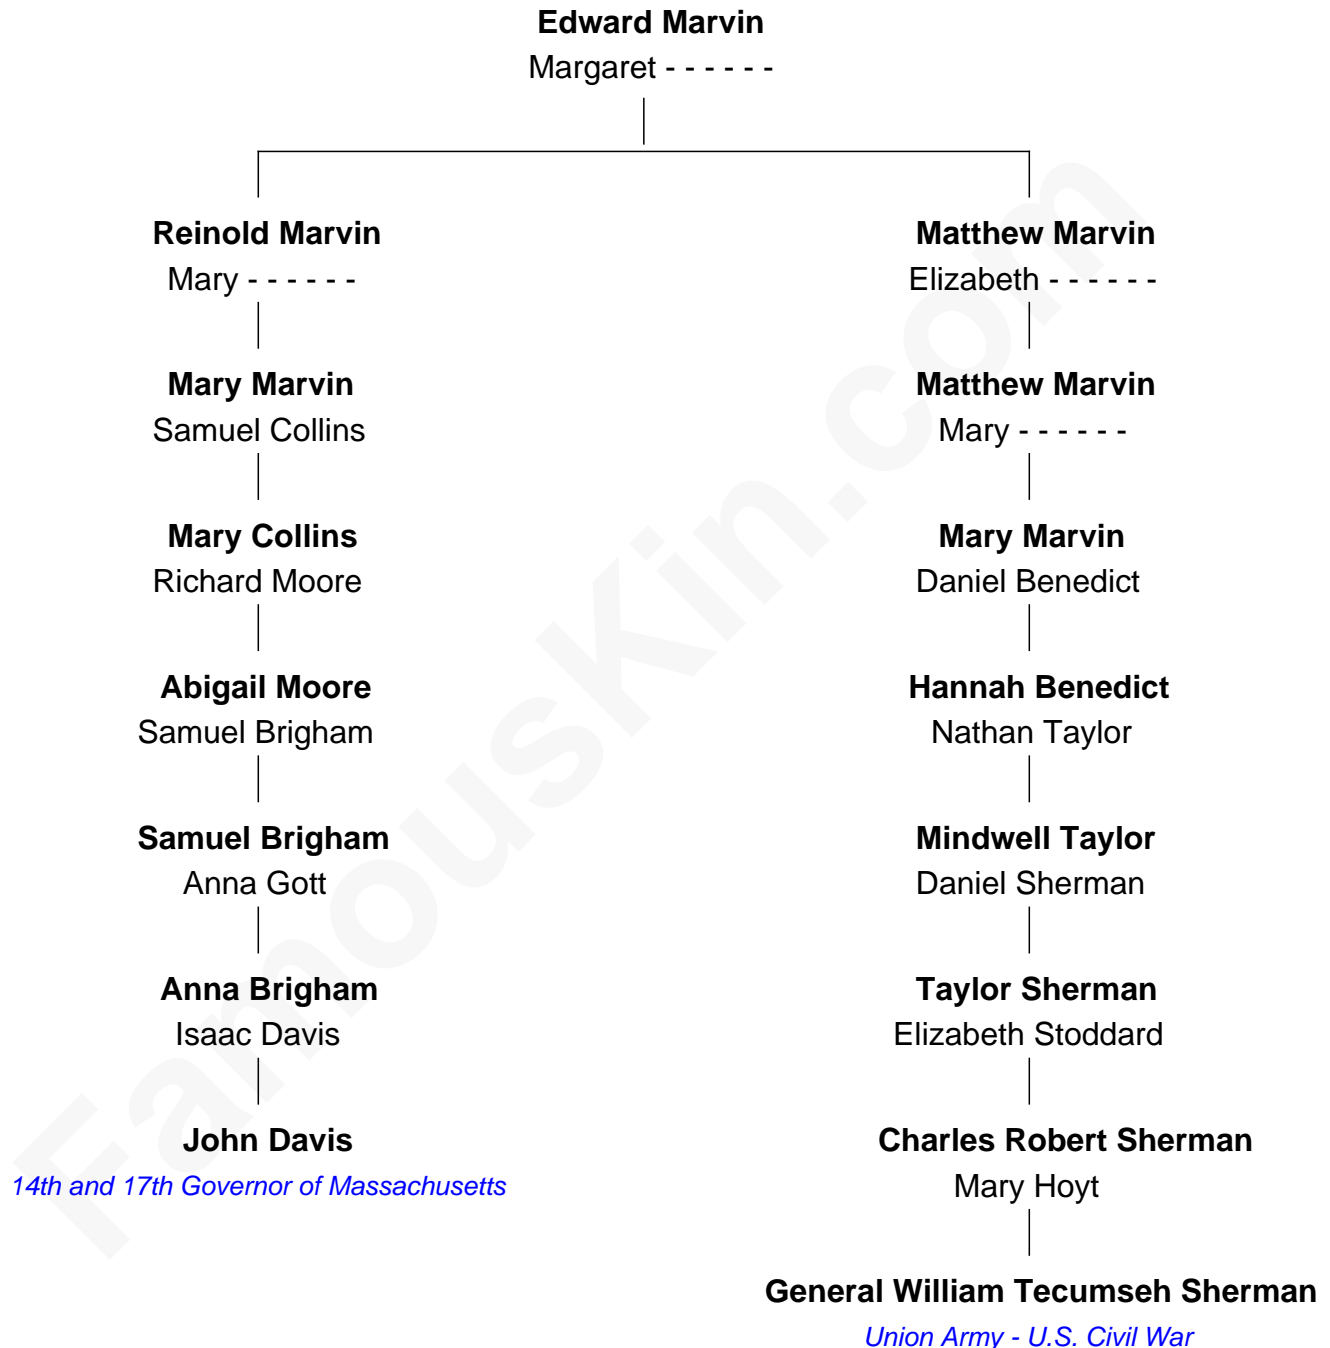 Edward Marvin
Margaret - - - - - -
Reinold Marvin
Mary - - - - - -
Mary Marvin
Samuel Collins
Mary Collins
Richard Moore
Abigail Moore
Samuel Brigham
Samuel Brigham
Anna Gott
Anna Brigham
Isaac Davis
John Davis
14th and 17th Governor of Massachusetts
Matthew Marvin
Elizabeth - - - - - -
Matthew Marvin
Mary - - - - - -
Mary Marvin
Daniel Benedict
Hannah Benedict
Nathan Taylor
Mindwell Taylor
Daniel Sherman
Taylor Sherman
Elizabeth Stoddard
Charles Robert Sherman
Mary Hoyt
General William Tecumseh Sherman
Union Army - U.S. Civil War
FamousKin.com